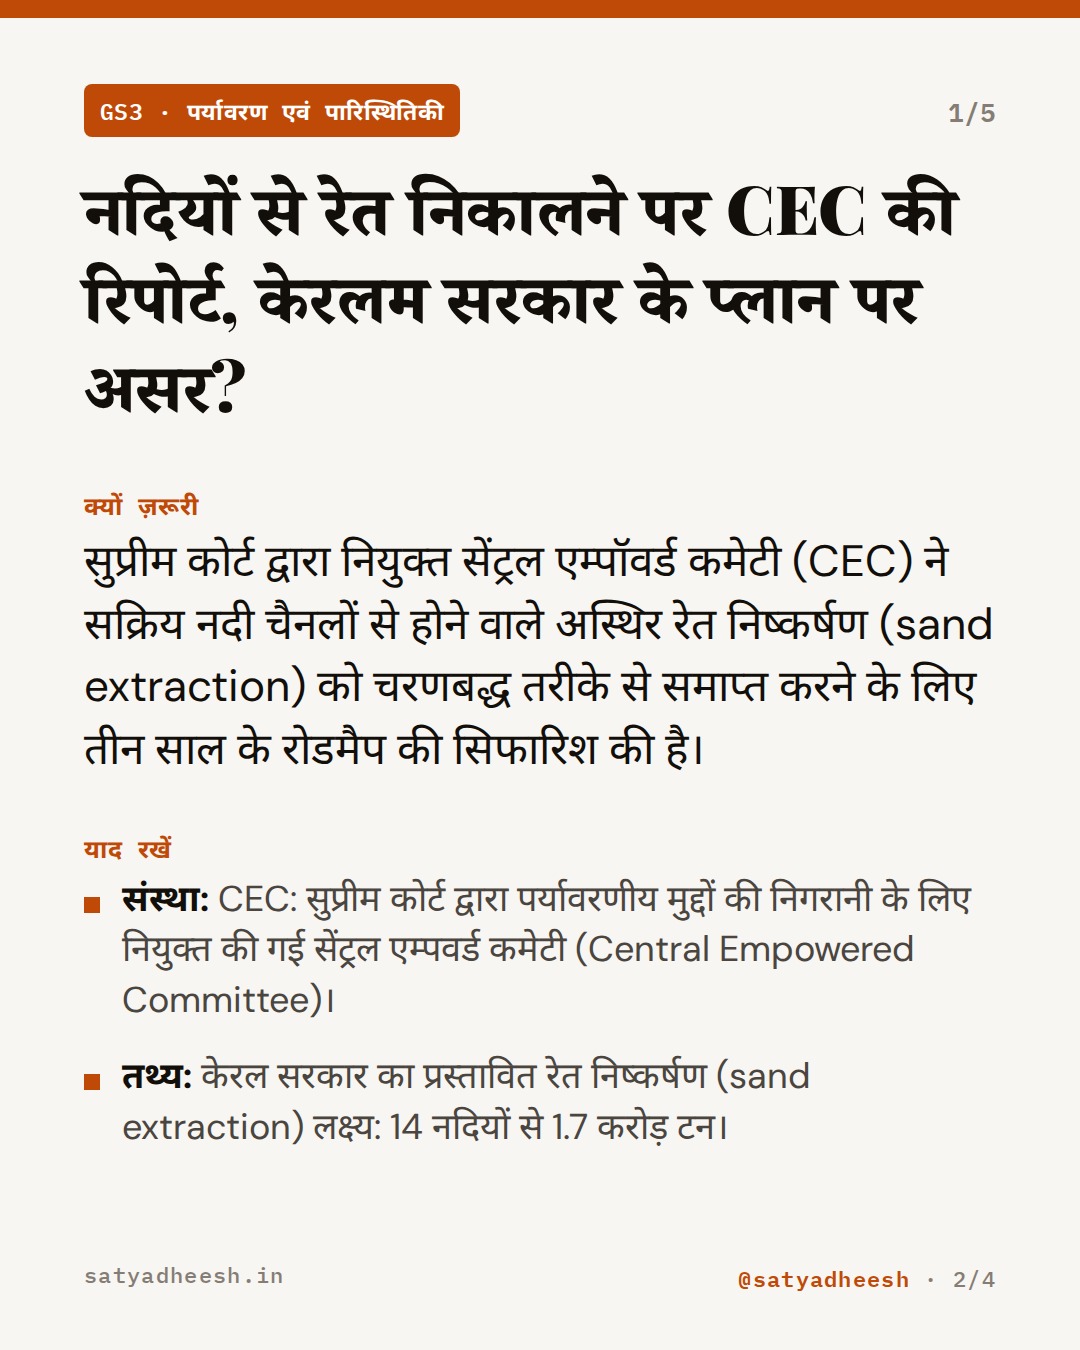 GS3 · पर्यावरण एवं पारिस्थितिकी
1/5
नदियों से रेत निकालने पर CEC की
रिपोर्ट, केरलम सरकार के प्लान पर
असर?
क्यों ज़रूरी
सुप्रीम कोर्ट द्वारा नियुक्त सेंट्रल एम्पॉवर्ड कमेटी (CEC) ने
सक्रिय नदी चैनलों से होने वाले अस्थिर रेत निष्कर्षण (sand
extraction) को चरणबद्ध तरीके से समाप्त करने के लिए
तीन साल के रोडमैप की सिफारिश की है।
याद रखें
संस्था: CEC: सुप्रीम कोर्ट द्वारा पर्यावरणीय मुद्दों की निगरानी के लिए
नियुक्त की गई सेंट्रल एम्पवर्ड कमेटी (Central Empowered
Committee)।
तथ्य: केरल सरकार का प्रस्तावित रेत निष्कर्षण (sand
extraction) लक्ष्य: 14 नदियों से 1.7 करोड़ टन।
satyadheesh.in
@satyadheesh · 2/4